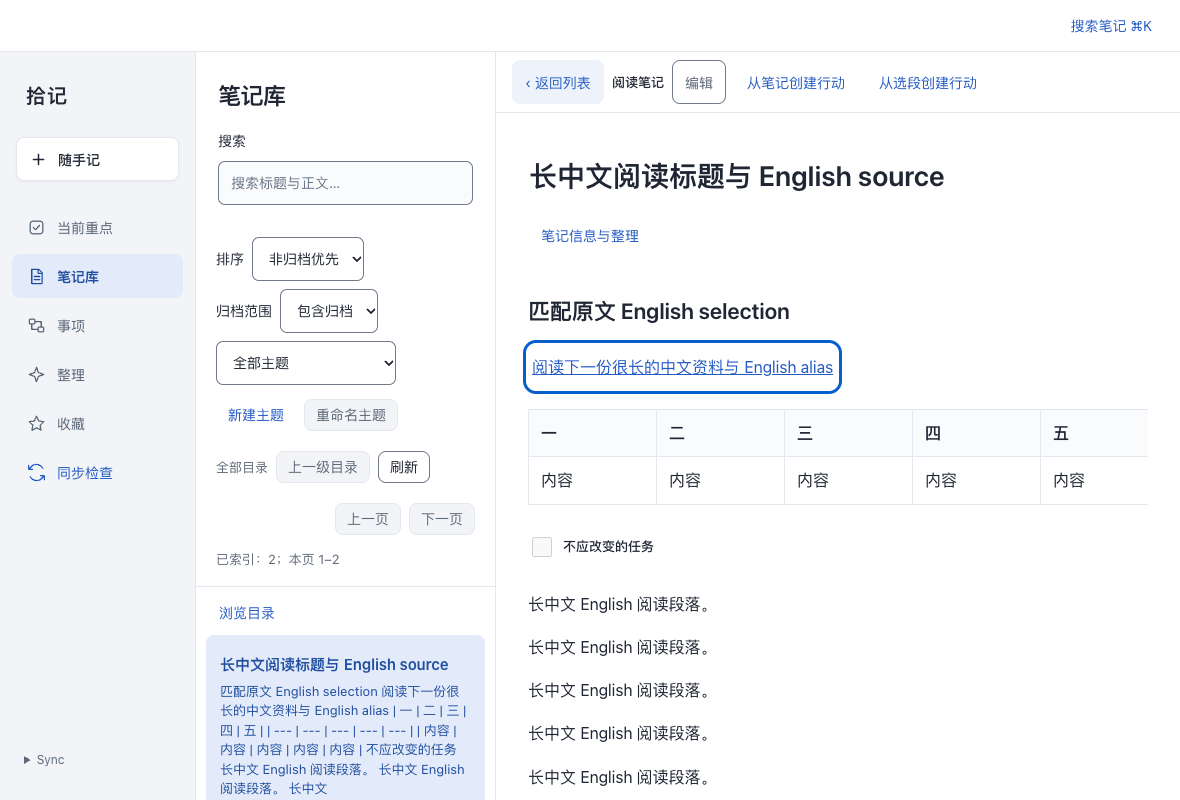 搜索笔记 ⌘K
拾记
+ 随手记
当前重点
笔记库
事项
整理
收藏
同步检查
Sync
笔记库
搜索
搜索标题与正文...
排序 非归档优先
归档范围 包含归档
全部主题
新建主题 重命名主题
全部目录 上一级目录 刷新
上一页 下一页
已索引：2；本页 1–2
浏览目录
长中文阅读标题与 English source
匹配原文 English selection 阅读下一份很
长的中文资料与 English alias | 一 | 二 | 三 |
四 | 五 | | --- | --- | --- | --- | --- | | 内容 |
内容 | 内容 | 内容 | 内容 | 不应改变的任务
长中文 English 阅读段落。 长中文 English
阅读段落。 长中文
‹ 返回列表 阅读笔记 编辑 从笔记创建行动 从选段创建行动
长中文阅读标题与 English source
笔记信息与整理
匹配原文 English selection
阅读下一份很长的中文资料与 English alias
一 二 三 四 五
内容 内容 内容 内容 内容
不应改变的任务
长中文 English 阅读段落。
长中文 English 阅读段落。
长中文 English 阅读段落。
长中文 English 阅读段落。
长中文 English 阅读段落。